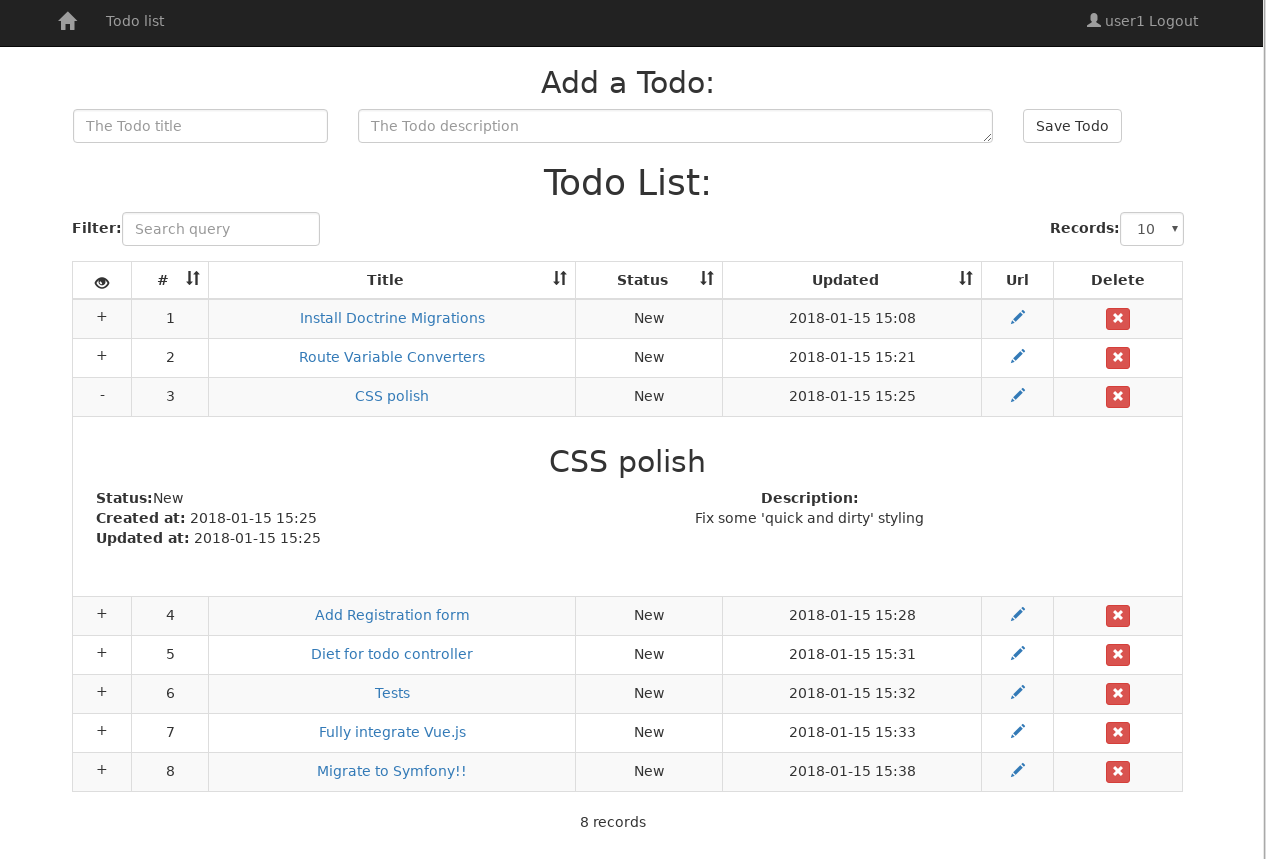 Todo list user1 Logout
Add a Todo:
The Todo title The Todo description Save Todo
Todo List:
Filter: Search query Records: 10
# Title Status Updated Url Delete
+ 1 Install Doctrine Migrations New 2018-01-15 15:08
+ 2 Route Variable Converters New 2018-01-15 15:21
- 3 CSS polish New 2018-01-15 15:25
CSS polish
Status:New Description:
Created at: 2018-01-15 15:25 Fix some 'quick and dirty' styling
Updated at: 2018-01-15 15:25
+ 4 Add Registration form New 2018-01-15 15:28
+ 5 Diet for todo controller New 2018-01-15 15:31
+ 6 Tests New 2018-01-15 15:32
+ 7 Fully integrate Vue.js New 2018-01-15 15:33
+ 8 Migrate to Symfony!! New 2018-01-15 15:38
8 records